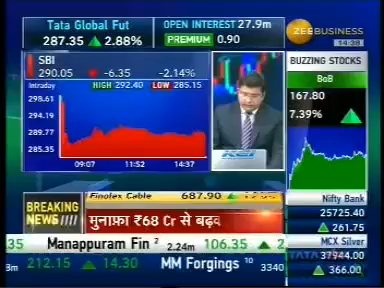 Tata Global Fut
287.35 ▲ 2.88%
OPEN INTEREST 27.9m
PREMIUM 0.90
ZEE BUSINESS
14:38
SBI
290.05 ▼ -6.35 -2.14%
Intraday HIGH 292.40 LOW 285.15
298.61
294.19
289.77
285.35
09:07 11:52 14:37
BUZZING STOCKS
BoB
167.80
7.39%
Finolex Cable 687.90 ▲
BREAKING NEWS
मुनाफ़ा ₹68 Cr से बढ़व
Nifty Bank
25725.40
▲ 261.75
MCX Silver
37944.00
▲ 366.00
.35 Manappuram Fin 2 2.24m 106.35 ▲ 2
3m 212.15 ▲ 14.30 MM Forgings 10 3340